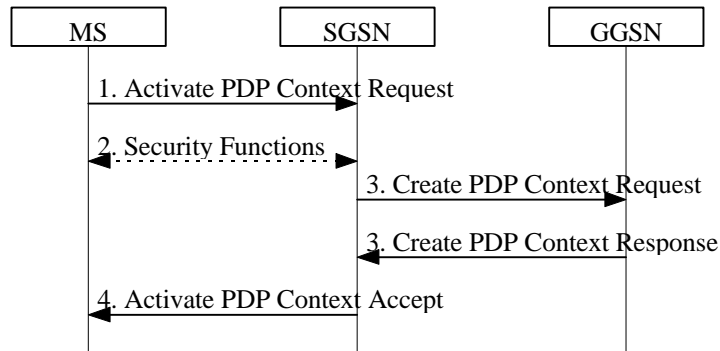 MS SGSN GGSN
1. Activate PDP Context Request
2. Security Functions
3. Create PDP Context Request
3. Create PDP Context Response
4. Activate PDP Context Accept